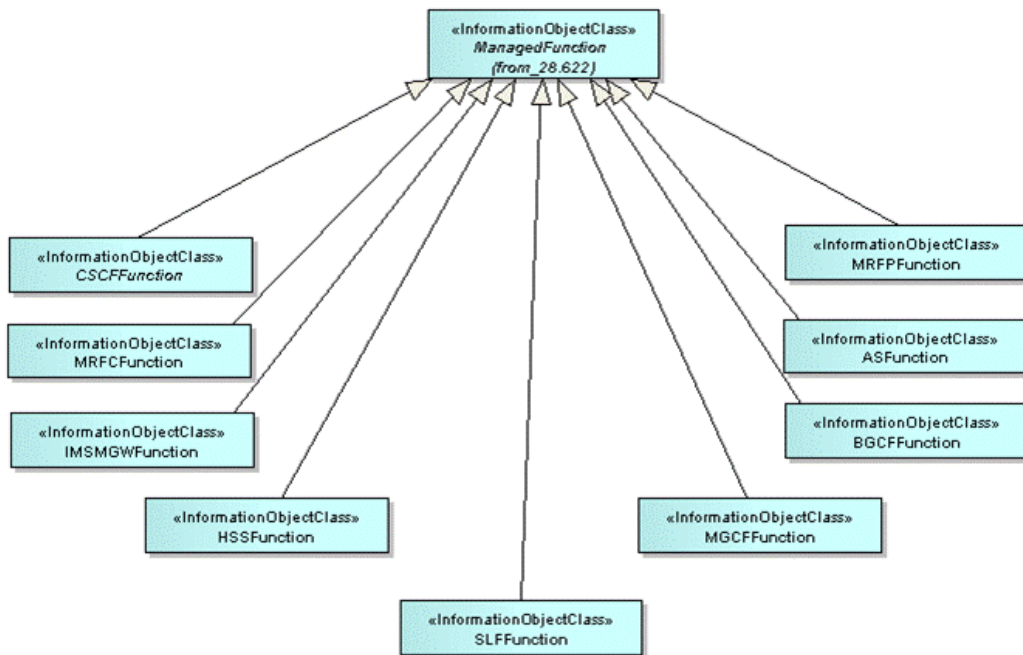 «InformationObjectClass»
ManagedFunction
(from_28.622)
«InformationObjectClass»
CSCFFunction
«InformationObjectClass»
MRFPFunction
«InformationObjectClass»
MRFCFunction
«InformationObjectClass»
ASFunction
«InformationObjectClass»
IMSMGWFunction
«InformationObjectClass»
BGCFFunction
«InformationObjectClass»
HSSFunction
«InformationObjectClass»
MGCFFunction
«InformationObjectClass»
SLFFunction